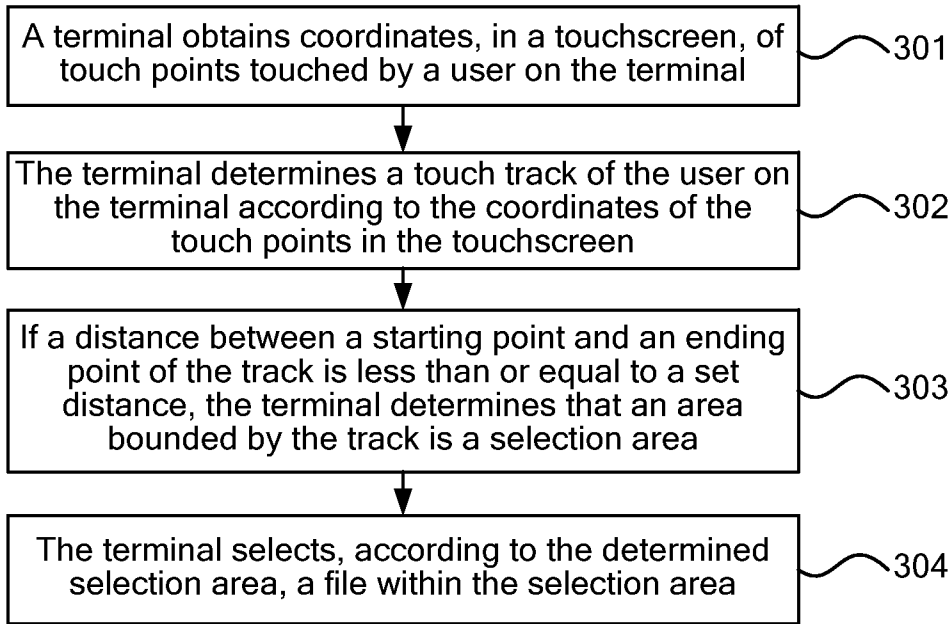 A terminal obtains coordinates, in a touchscreen, of
touch points touched by a user on the terminal
301
The terminal determines a touch track of the user on
the terminal according to the coordinates of the
touch points in the touchscreen
302
If a distance between a starting point and an ending
point of the track is less than or equal to a set
distance, the terminal determines that an area
bounded by the track is a selection area
303
The terminal selects, according to the determined
selection area, a file within the selection area
304